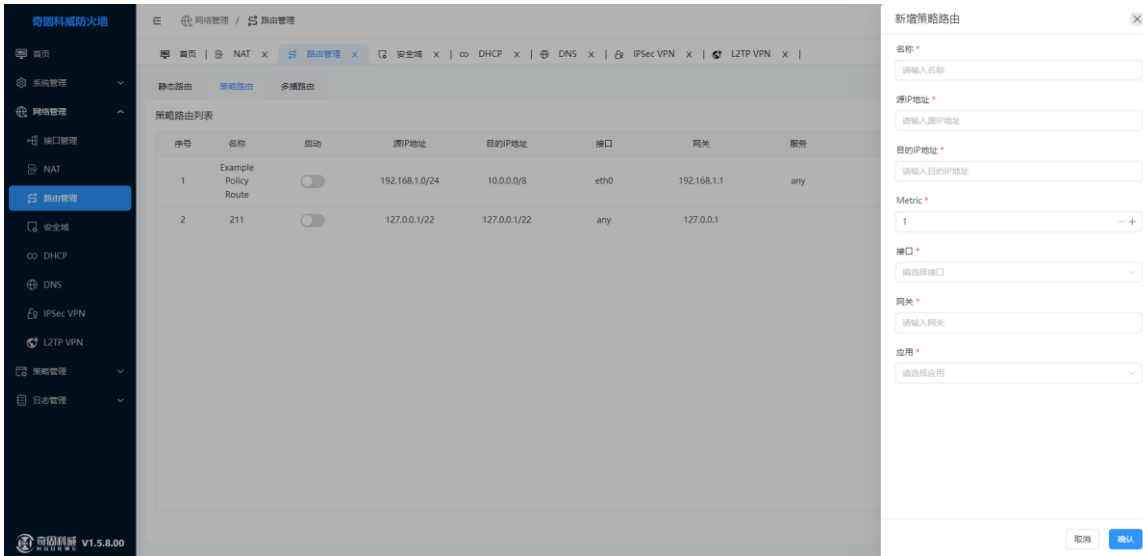 奇固科威防火墙
首页
系统管理
网络管理
接口管理
NAT
路由管理
安全域
DHCP
DNS
IPSec VPN
L2TP VPN
策略管理
日志管理
奇固科威 V1.5.8.00
网络管理 / 路由管理
首页 | NAT x 路由管理 x 安全域 x | DHCP x | DNS x | IPSec VPN x | L2TP VPN x |
静态路由 策略路由 多播路由
策略路由列表
序号 名称 启动 源IP地址 目的IP地址 接口 网关 服务
1 Example Policy Route 192.168.1.0/24 10.0.0.0/8 eth0 192.168.1.1 any
2 211 127.0.0.1/22 127.0.0.1/22 any 127.0.0.1
新增策略路由
名称 *
请输入名称
源IP地址 *
请输入源IP地址
目的IP地址 *
请输入目的IP地址
Metric *
1
接口 *
请选择接口
网关 *
请输入网关
应用 *
请选择应用
取消 确认